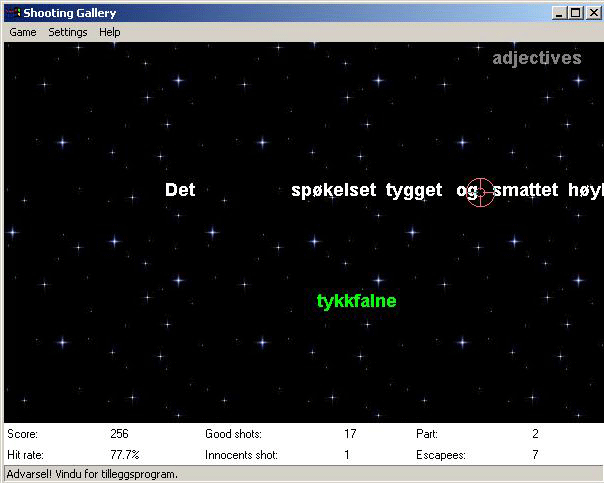 Shooting Gallery
Game Settings Help
adjectives
Det spøkelset tygget og smattet
tykkfalne
Score: 256 Good shots: 17 Part: 2
Hit rate: 77.7% Innocents shot: 1 Escapees: 7
Advarsel! Vindu for tilleggsprogram.